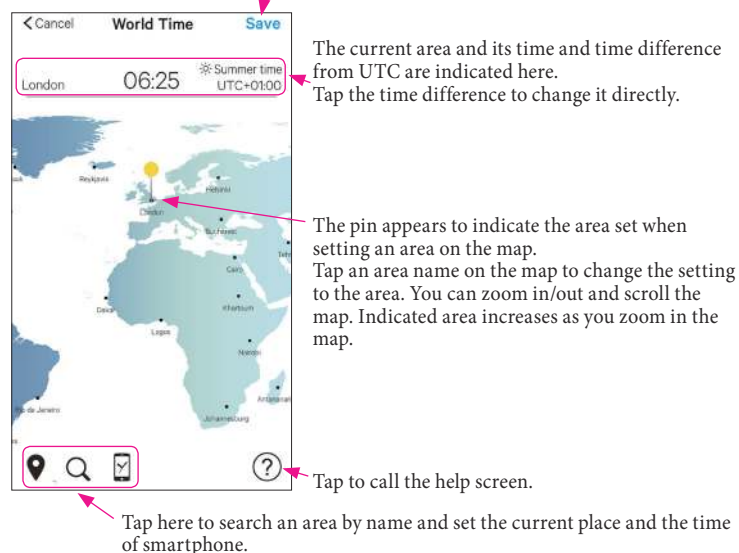 Cancel World Time Save
London 06:25 Summer time
UTC+01:00
The current area and its time and time difference
from UTC are indicated here.
Tap the time difference to change it directly.
Reykjavik
Helsinki
London
Bucharest
Cairo
Dakar
Khartoum
Lagos
Nairobi
Johannesburg
The pin appears to indicate the area set when
setting an area on the map.
Tap an area name on the map to change the setting
to the area. You can zoom in/out and scroll the
map. Indicated area increases as you zoom in the
map.
?
Tap to call the help screen.
Tap here to search an area by name and set the current place and the time
of smartphone.